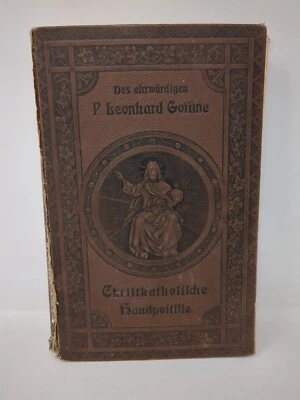 Des ehrwürdigen
P. Leonhard Goffine
Christkatholische
Handpostille.